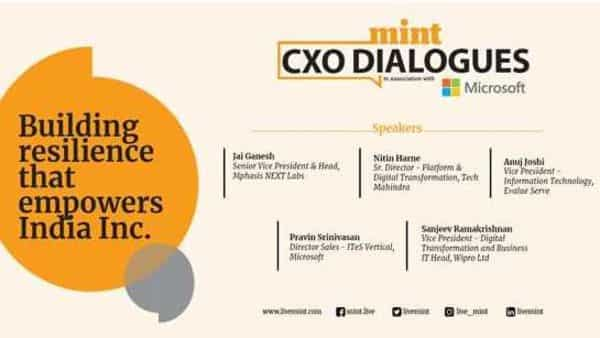 mint
CXO DIALOGUES
in association with
Microsoft
Building
resilience
that
empowers
India Inc.
Speakers
Jai Ganesh
Senior Vice President & Head,
Mphasis NEXT Labs
Nitin Harne
Sr. Director - Platform &
Digital Transformation, Tech
Mahindra
Anuj Joshi
Vice President -
Information Technology,
Evalue Serve
Pravin Srinivasan
Director Sales - ITeS Vertical,
Microsoft
Sanjeev Ramakrishnan
Vice President - Digital
Transformation and Business
IT Head, Wipro Ltd
www.livemint.com
mint.live
livemint
live_mint
livemint